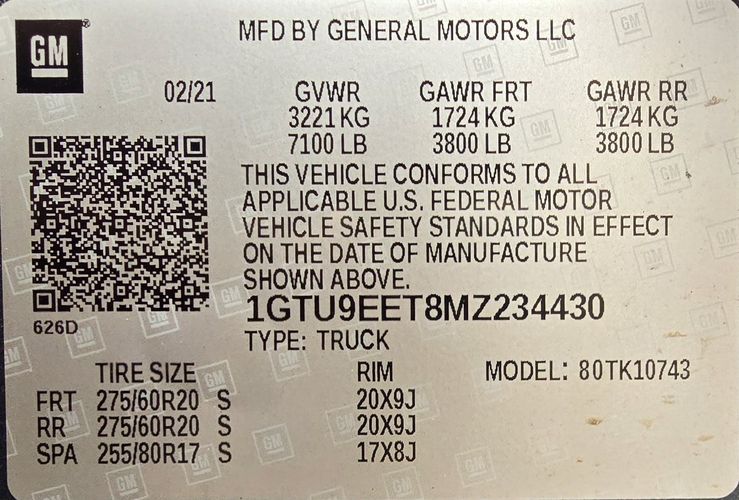 GM
MFD BY GENERAL MOTORS LLC
02/21 GVWR GAWR FRT GAWR RR
3221 KG 1724 KG 1724 KG
7100 LB 3800 LB 3800 LB
THIS VEHICLE CONFORMS TO ALL
APPLICABLE U.S. FEDERAL MOTOR
VEHICLE SAFETY STANDARDS IN EFFECT
ON THE DATE OF MANUFACTURE
SHOWN ABOVE.
626D
1GTU9EET8MZ234430
TYPE: TRUCK
TIRE SIZE RIM MODEL: 80TK10743
FRT 275/60R20 S 20X9J
RR 275/60R20 S 20X9J
SPA 255/80R17 S 17X8J